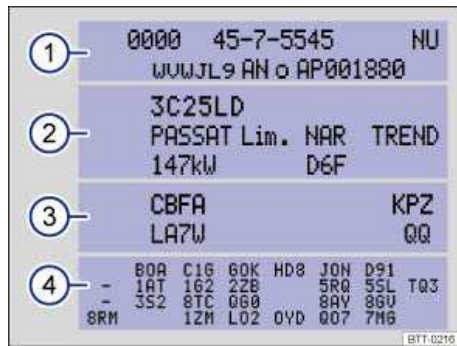 1
0000 45-7-5545 NU
WVWJL9 AN o AP001880
2
3C25LD
PASSAT Lim. NAR TREND
147kW D6F
3
CBFA KPZ
LA7W QQ
4
B0A C1G G0K HD8 J0N D91
- 1AT 1G2 2ZB 5RQ 5SL TQ3
- 3S2 8TC QG0 8AY 8GU
8RM 1ZM L02 0YD Q07 7MG
BTT-0216